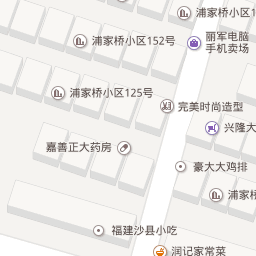 浦家桥小区1
丽军电脑
手机卖场
浦家桥小区152号
浦家桥小区125号
完美时尚造型
兴隆大
嘉善正大药房
豪大大鸡排
浦家桥
福建沙县小吃
润记家常菜